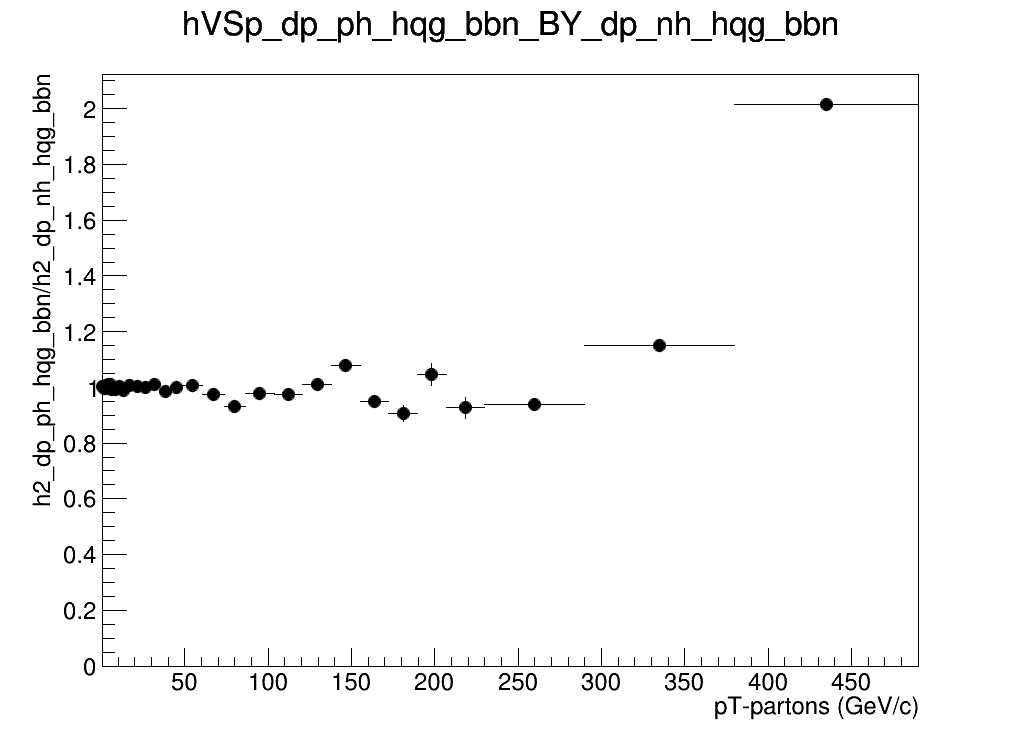 hVSp_dp_ph_hqg_bbn_BY_dp_nh_hqg_bbn
h2_dp_ph_hqg_bbn/h2_dp_nh_hqg_bbn
2
1.8
1.6
1.4
1.2
1
0.8
0.6
0.4
0.2
0
50 100 150 200 250 300 350 400 450
pT-partons (GeV/c)